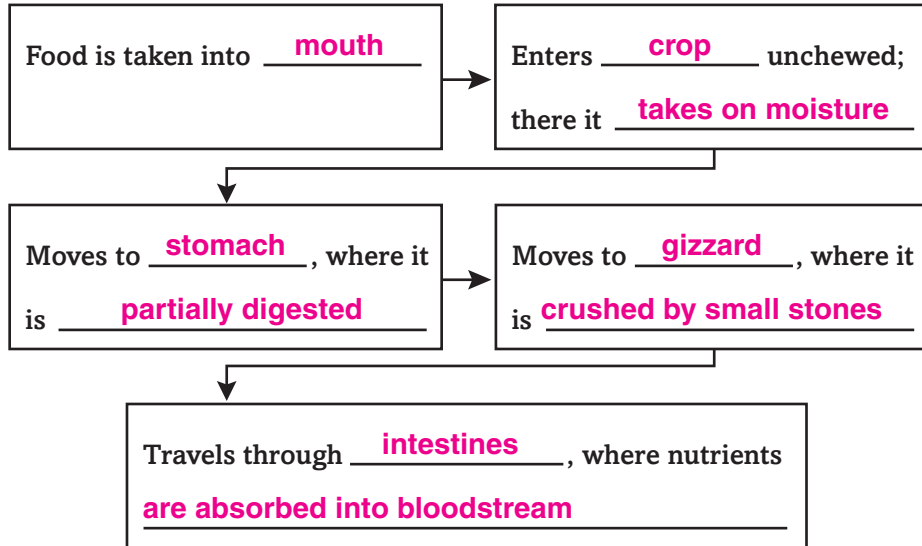 Food is taken into mouth
Enters crop unchewed;
there it takes on moisture
Moves to stomach, where it
is partially digested
Moves to gizzard, where it
is crushed by small stones
Travels through intestines, where nutrients
are absorbed into bloodstream